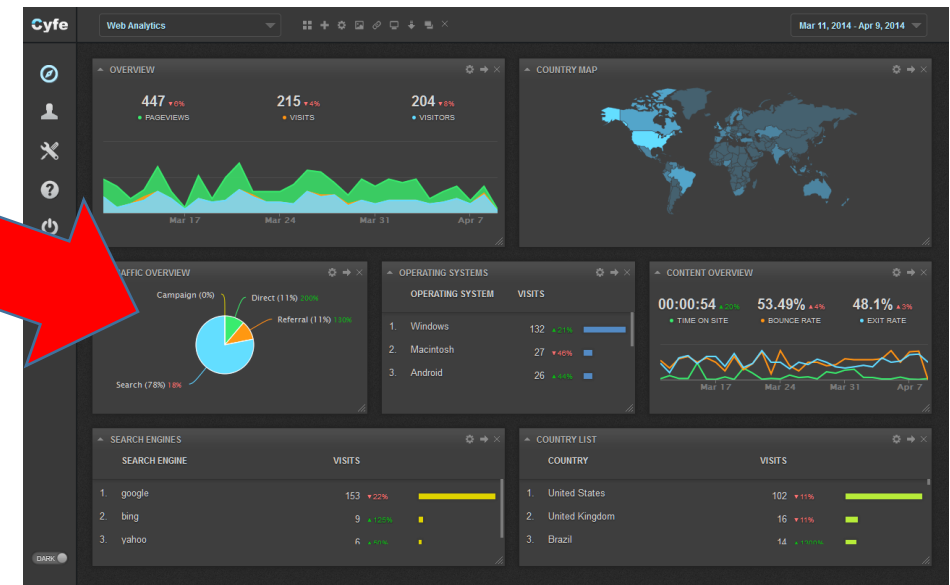 Cyfe Web Analytics Mar 11, 2014 - Apr 9, 2014
OVERVIEW
447 ▼6% 215 ▼4% 204 ▼8%
PAGEVIEWS VISITS VISITORS
Mar 17 Mar 24 Mar 31 Apr 7
COUNTRY MAP
AFFIC OVERVIEW
Campaign (0%)
Direct (11%) 200%
Referral (11%)
Search (78%) 18%
OPERATING SYSTEMS
OPERATING SYSTEM VISITS
1. Windows 132 ▲21%
2. Macintosh 27 ▼46%
3. Android 26 ▲44%
CONTENT OVERVIEW
00:00:54 ▲20% 53.49% ▲4% 48.1% ▲3%
TIME ON SITE BOUNCE RATE EXIT RATE
Mar 17 Mar 24 Mar 31 Apr 7
SEARCH ENGINES
SEARCH ENGINE VISITS
1. google 153 ▼22%
2. bing 9 ▲125%
3. yahoo 6 ▲50%
COUNTRY LIST
COUNTRY VISITS
1. United States 102 ▼11%
2. United Kingdom 16 ▼11%
3. Brazil 14 ▲1300%
DARK